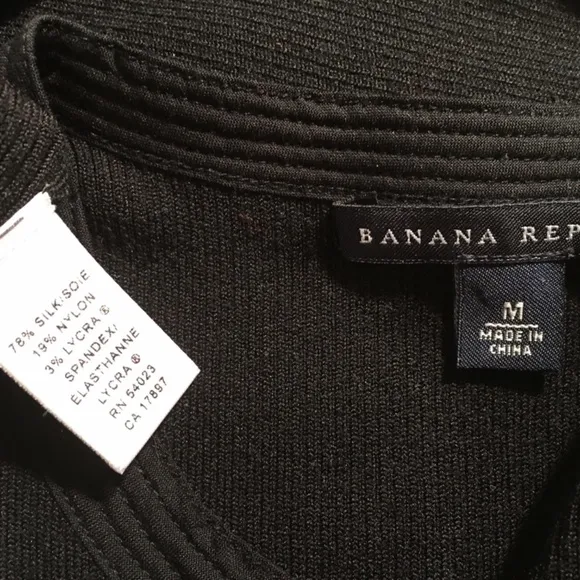 78% SILK/SOIE
19% NYLON
3% LYCRA®
SPANDEX/
ELASTHANNE
LYCRA®
RN 54023
CA 17897
BANANA REP
M
MADE IN
CHINA